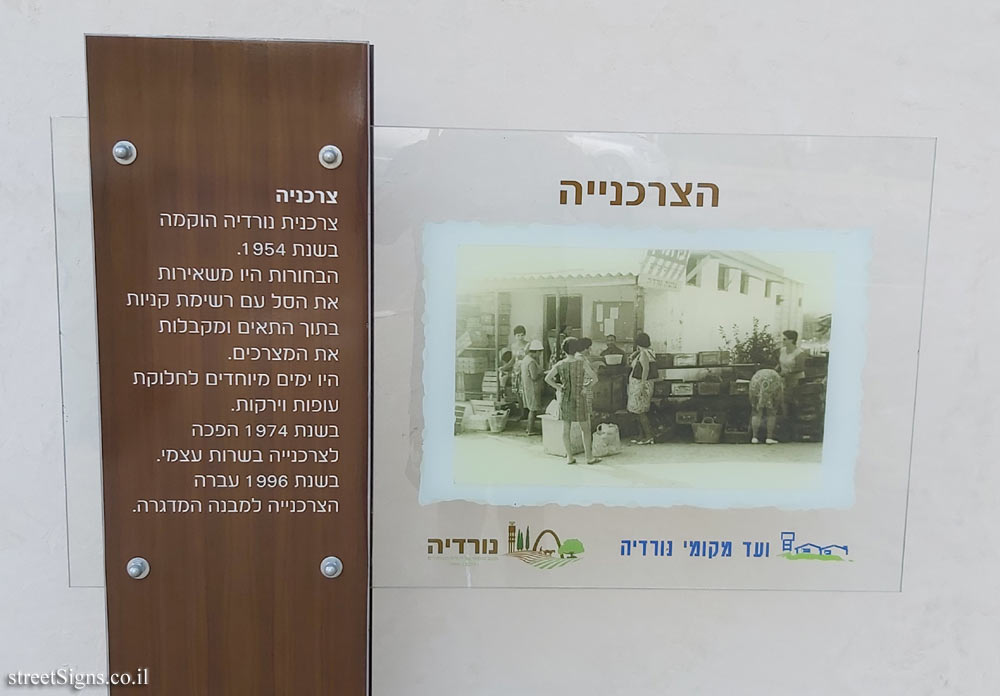 הצרכנייה
צרכניה
צרכנית נורדיה הוקמה
בשנת 1954.
הבחורות היו משאירות
את הסל עם רשימת קניות
בתוך התאים ומקבלות
את המצרכים.
היו ימים מיוחדים לחלוקת
עופות וירקות.
בשנת 1974 הפכה
לצרכנייה בשרות עצמי.
בשנת 1996 עברה
הצרכנייה למבנה המדגרה.
ועד מקומי נורדיה
נורדיה
streetSigns.co.il